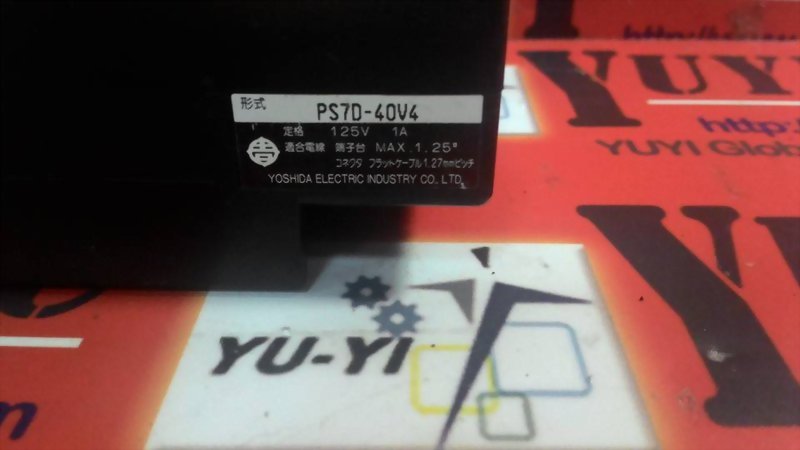 形式 PS7D-40V4
定格 125V 1A
適合電線 端子台 MAX.1.25°
コネクタ フラットケーブル1.27mmピッチ
YOSHIDA ELECTRIC INDUSTRY CO., LTD.
YUYI
http:
YUYI Glob
YU-YI
m